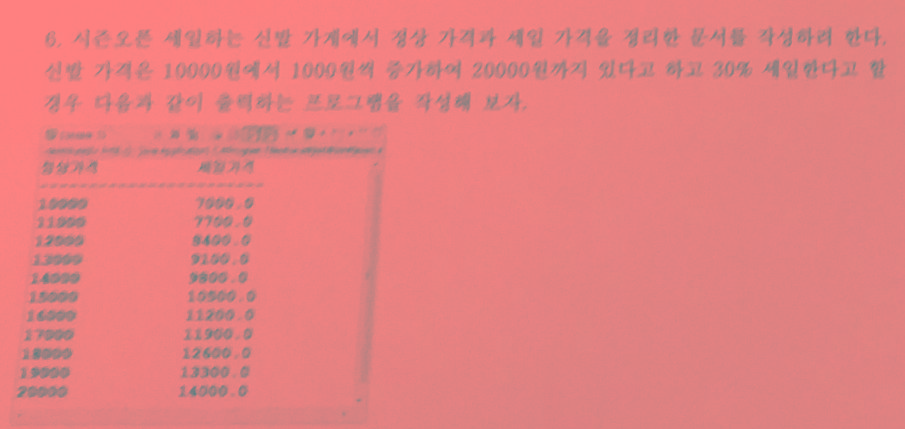 6. 시즌오픈 세일하는 신발 가게에서 정상 가격과 세일 가격을 정리한 문서를 작성하려 한다.
신발 가격은 10000원에서 1000원씩 증가하여 20000원까지 있다고 하고 30% 세일한다고 할
경우 다음과 같이 출력하는 프로그램을 작성해 보자.
정상가격 세일가격
10000 7000.0
11000 7700.0
12000 8400.0
13000 9100.0
14000 9800.0
15000 10500.0
16000 11200.0
17000 11900.0
18000 12600.0
19000 13300.0
20000 14000.0